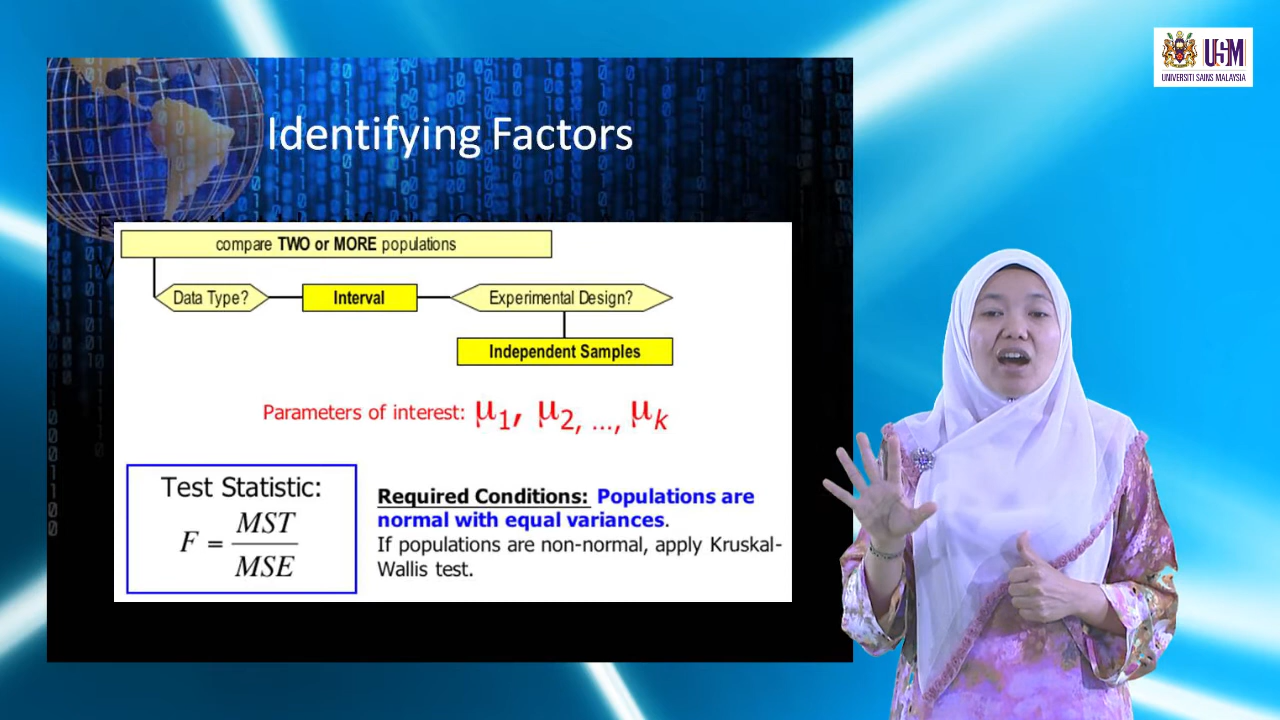 USM
UNIVERSITI SAINS MALAYSIA
Identifying Factors
compare TWO or MORE populations
Data Type?
Interval
Experimental Design?
Independent Samples
Parameters of interest: μ1, μ2, ..., μk
Test Statistic:
F = MST
MSE
Required Conditions: Populations are
normal with equal variances.
If populations are non-normal, apply Kruskal-
Wallis test.